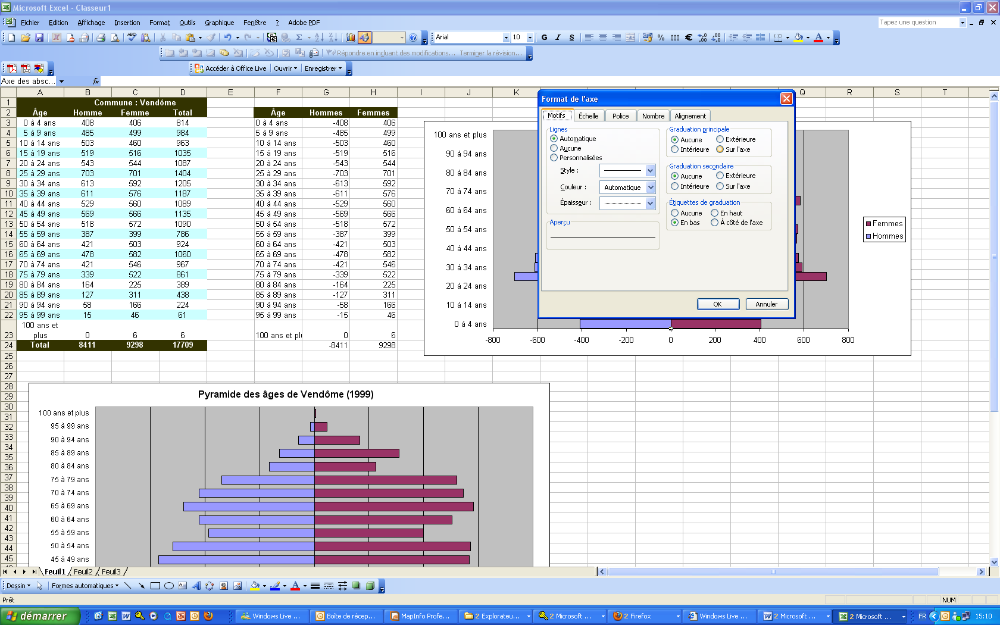 Microsoft Excel - Classeur1
Fichier Edition Affichage Insertion Format Outils Graphique Fenêtre ? Adobe PDF Tapez une question
Arial 10 G I S % 000 €
Répondre en incluant des modifications... Terminer la révision...
Accéder à Office Live Ouvrir Enregistrer
Axe des absc... fx
A B C D E F G H I J K Q R S T
1 Commune : Vendôme
2 Âge Homme Femme Total Âge Hommes Femmes
3 0 à 4 ans 408 406 814 0 à 4 ans -408 406
4 5 à 9 ans 485 499 984 5 à 9 ans -485 499
5 10 à 14 ans 503 460 963 10 à 14 ans -503 460
6 15 à 19 ans 519 516 1035 15 à 19 ans -519 516
7 20 à 24 ans 543 544 1087 20 à 24 ans -543 544
8 25 à 29 ans 703 701 1404 25 à 29 ans -703 701
9 30 à 34 ans 613 592 1205 30 à 34 ans -613 592
10 35 à 39 ans 611 576 1187 35 à 39 ans -611 576
11 40 à 44 ans 529 560 1089 40 à 44 ans -529 560
12 45 à 49 ans 569 566 1135 45 à 49 ans -569 566
13 50 à 54 ans 518 572 1090 50 à 54 ans -518 572
14 55 à 59 ans 387 399 786 55 à 59 ans -387 399
15 60 à 64 ans 421 503 924 60 à 64 ans -421 503
16 65 à 69 ans 478 582 1060 65 à 69 ans -478 582
17 70 à 74 ans 421 546 967 70 à 74 ans -421 546
18 75 à 79 ans 339 522 861 75 à 79 ans -339 522
19 80 à 84 ans 164 225 389 80 à 84 ans -164 225
20 85 à 89 ans 127 311 438 85 à 89 ans -127 311
21 90 à 94 ans 58 166 224 90 à 94 ans -58 166
22 95 à 99 ans 15 46 61 95 à 99 ans -15 46
100 ans et
23 plus 0 6 6 100 ans et plu 0 6
24 Total 8411 9298 17709 -8411 9298
25
26
27
28
29
30
31
32
33
34
35
36
37
38
39
40
41
42
43
44
45
100 ans et plus
90 à 94 ans
80 à 84 ans
70 à 74 ans
60 à 64 ans
50 à 54 ans
40 à 44 ans
30 à 34 ans
20 à 24 ans
10 à 14 ans
0 à 4 ans
-800 -600 -400 -200 0 200 400 600 800
Femmes
Hommes
Format de l'axe
Motifs Échelle Police Nombre Alignement
Lignes
Automatique
Aucune
Personnalisées
Style :
Couleur : Automatique
Épaisseur :
Aperçu
Graduation principale
Aucune Extérieure
Intérieure Sur l'axe
Graduation secondaire
Aucune Extérieure
Intérieure Sur l'axe
Étiquettes de graduation
Aucune En haut
En bas À côté de l'axe
OK Annuler
Pyramide des âges de Vendôme (1999)
100 ans et plus
95 à 99 ans
90 à 94 ans
85 à 89 ans
80 à 84 ans
75 à 79 ans
70 à 74 ans
65 à 69 ans
60 à 64 ans
55 à 59 ans
50 à 54 ans
45 à 49 ans
Feuil1 Feuil2 Feuil3
Dessin Formes automatiques
Prêt NUM
démarrer Windows Live ... Boîte de récep... MapInfo Profe... 2 Explorateu... 2 Microsoft ... 2 Firefox Windows Live ... 2 Microsoft ... 2 Microsoft ... FR 15:10